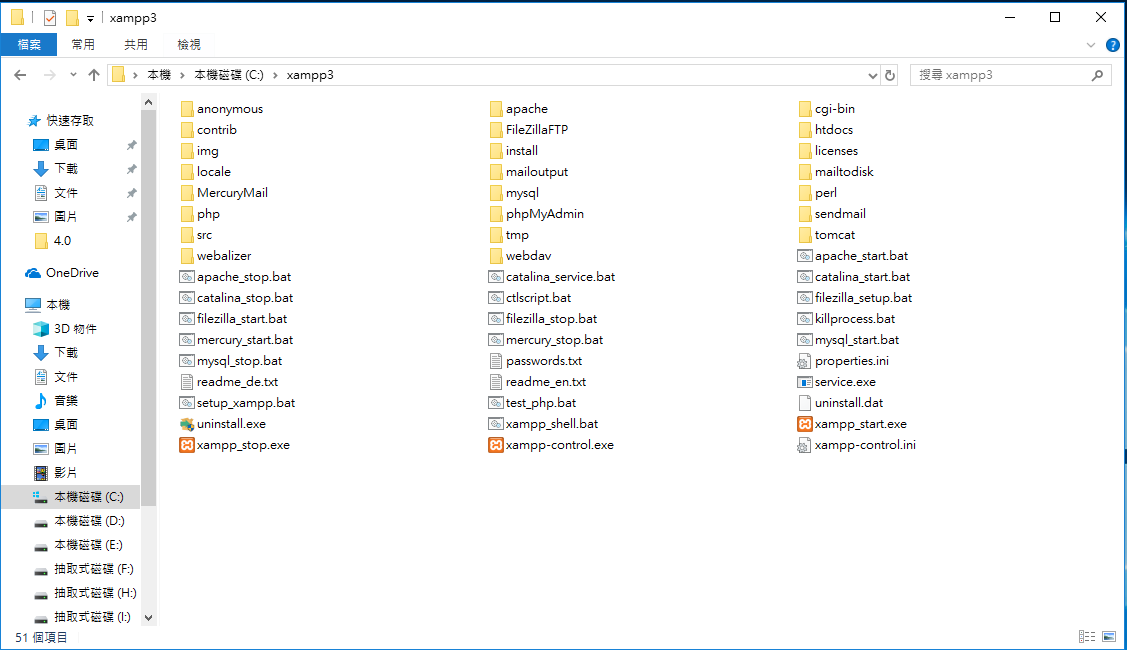 xampp3
檔案 常用 共用 檢視
本機 本機磁碟 (C:) xampp3
搜尋 xampp3
快速存取
桌面
下載
文件
圖片
4.0
OneDrive
本機
3D 物件
下載
文件
音樂
桌面
圖片
影片
本機磁碟 (C:)
本機磁碟 (D:)
本機磁碟 (E:)
抽取式磁碟 (F:)
抽取式磁碟 (H:)
抽取式磁碟 (I:)
anonymous apache cgi-bin
contrib FileZillaFTP htdocs
img install licenses
locale mailoutput mailtodisk
MercuryMail mysql perl
php phpMyAdmin sendmail
src tmp tomcat
webalizer webdav apache_start.bat
apache_stop.bat catalina_service.bat catalina_start.bat
catalina_stop.bat ctlscript.bat filezilla_setup.bat
filezilla_start.bat filezilla_stop.bat killprocess.bat
mercury_start.bat mercury_stop.bat mysql_start.bat
mysql_stop.bat passwords.txt properties.ini
readme_de.txt readme_en.txt service.exe
setup_xampp.bat test_php.bat uninstall.dat
uninstall.exe xampp_shell.bat xampp_start.exe
xampp_stop.exe xampp-control.exe xampp-control.ini
51 個項目